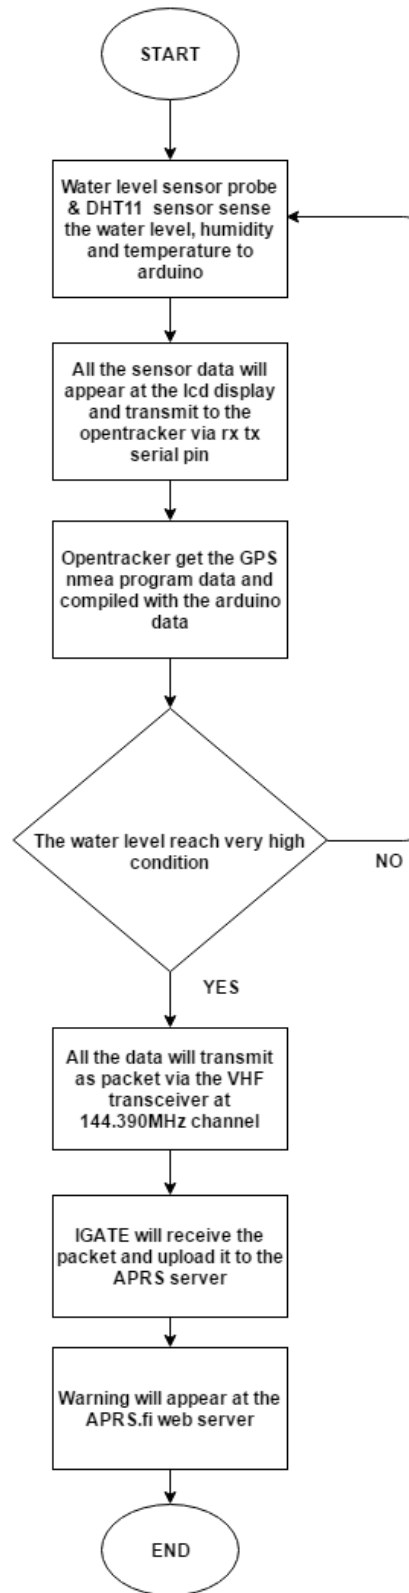 START
Water level sensor probe
& DHT11 sensor sense
the water level, humidity
and temperature to
arduino
All the sensor data will
appear at the lcd display
and transmit to the
opentracker via rx tx
serial pin
Opentracker get the GPS
nmea program data and
compiled with the arduino
data
The water level reach very high
condition
NO
YES
All the data will transmit
as packet via the VHF
transceiver at
144.390MHz channel
IGATE will receive the
packet and upload it to the
APRS server
Warning will appear at the
APRS.fi web server
END